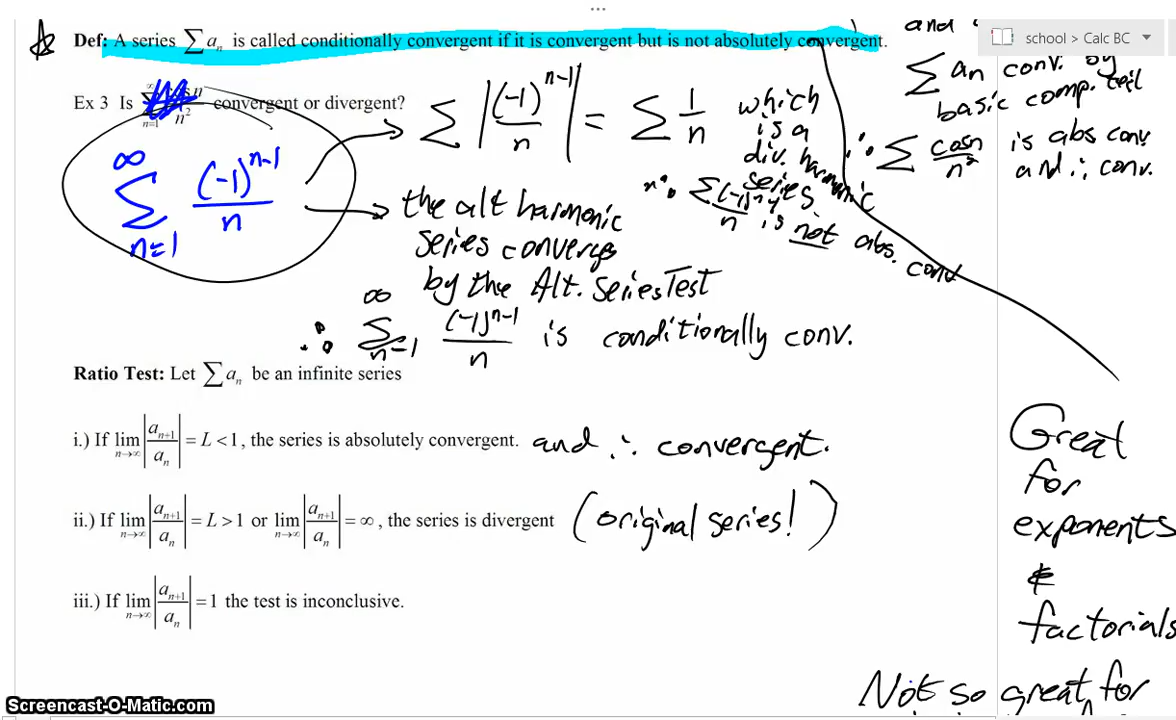 Def: A series ∑ aₙ is called conditionally convergent if it is convergent but is not absolutely convergent.
and
school > Calc BC
∑ aₙ conv. by
basic comp. test
∴ ∑ cosn/n² is abs conv
and ∴ conv.
Ex 3 Is convergent or divergent?
∞ ∑ n=1 (-1)^(n-1)/n
∑ |(-1)^(n-1)/n| = ∑ 1/n which
is a
div. harmonic
series
∴ ∑ (-1)^(n-1)/n is not abs. conv
the alt harmonic
series converges
by the Alt. Series Test
∴ ∞ ∑ n=1 (-1)^(n-1)/n is conditionally conv.
Ratio Test: Let ∑ aₙ be an infinite series
i.) If lim n→∞ |aₙ₊₁/aₙ| = L < 1, the series is absolutely convergent. and ∴ convergent.
ii.) If lim n→∞ |aₙ₊₁/aₙ| = L > 1 or lim n→∞ |aₙ₊₁/aₙ| = ∞, the series is divergent (original series!)
iii.) If lim n→∞ |aₙ₊₁/aₙ| = 1 the test is inconclusive.
Great
for
exponents
&
factorials
Not so great for
Screencast-O-Matic.com